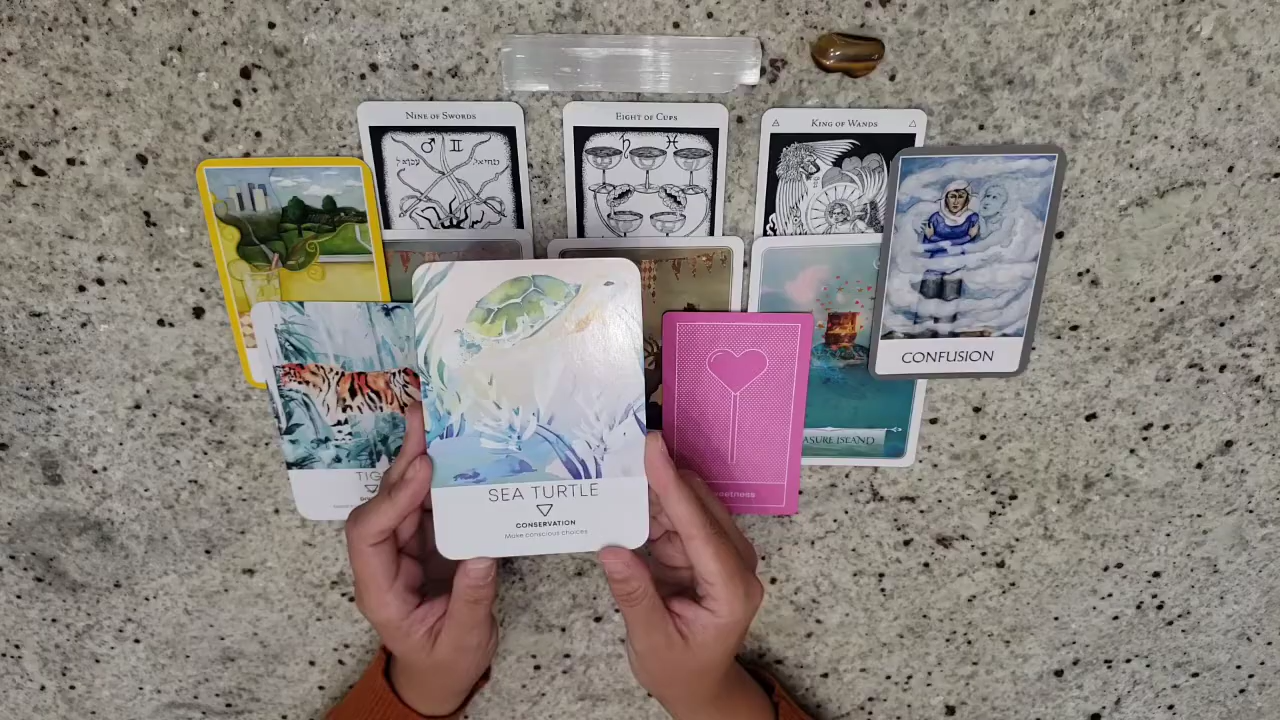 NINE OF SWORDS
EIGHT OF CUPS
KING OF WANDS
CONFUSION
SEA TURTLE
CONSERVATION
Make conscious choices